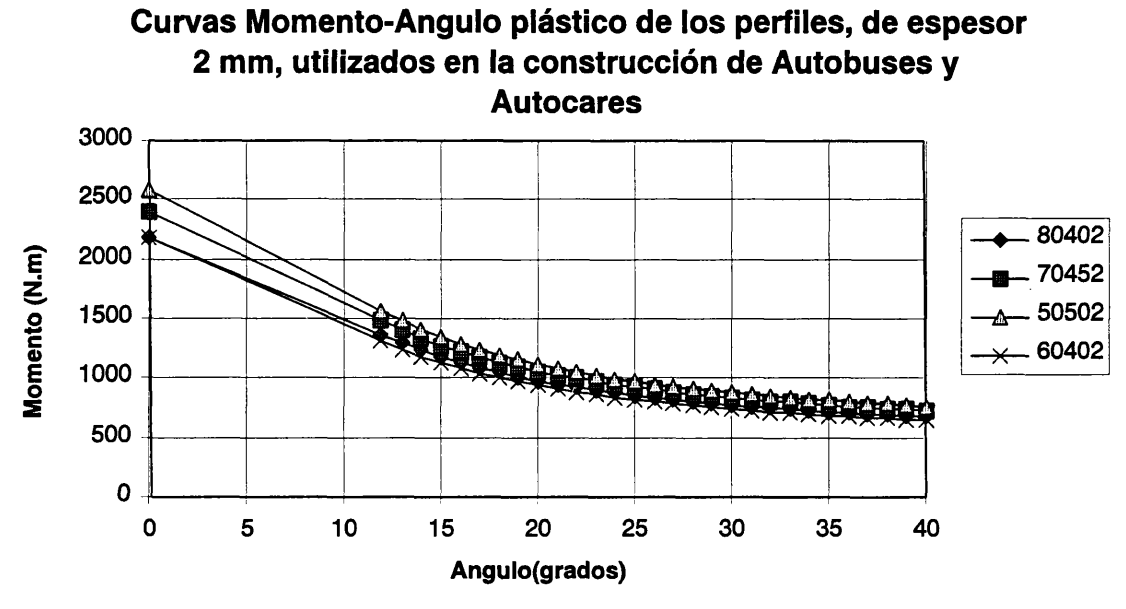 Curvas Momento-Angulo plástico de los perfiles, de espesor
2 mm, utilizados en la construcción de Autobuses y
Autocares
3000
2500
2000
1500
1000
500
0
Momento (N.m)
0 5 10 15 20 25 30 35 40
Angulo(grados)
80402
70452
50502
60402